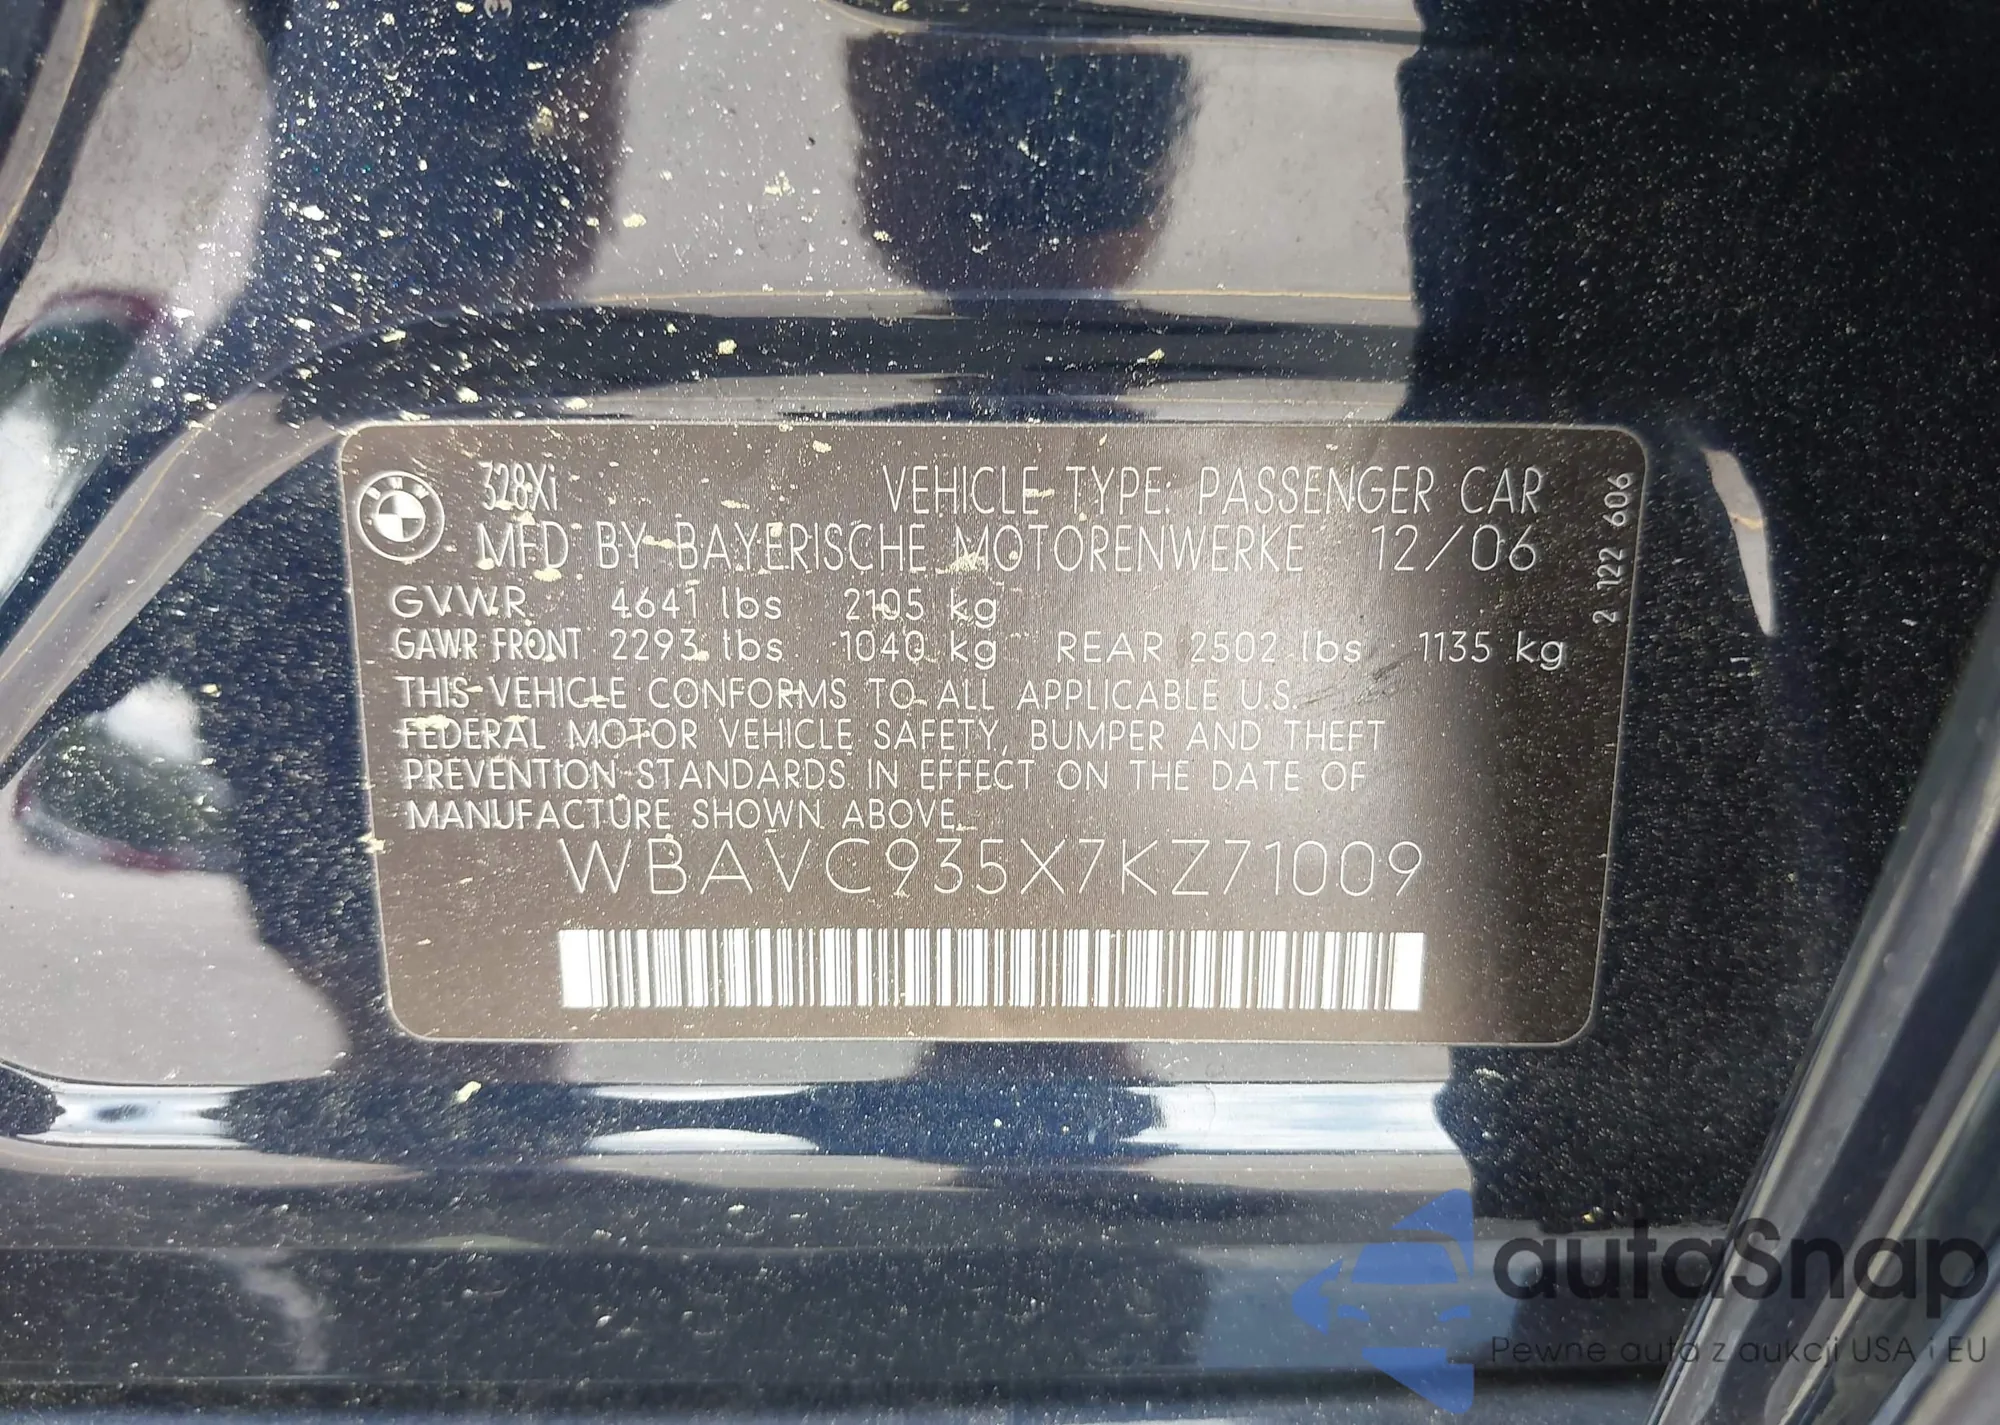 BMW
328Xi
VEHICLE TYPE: PASSENGER CAR
MFD BY BAYERISCHE MOTORENWERKE 12/06
GVWR 4641 lbs 2105 kg
GAWR FRONT 2293 lbs 1040 kg REAR 2502 lbs 1135 kg
THIS VEHICLE CONFORMS TO ALL APPLICABLE U.S.
FEDERAL MOTOR VEHICLE SAFETY, BUMPER AND THEFT
PREVENTION STANDARDS IN EFFECT ON THE DATE OF
MANUFACTURE SHOWN ABOVE.
WBAVC935X7KZ71009
2 122 606
autaSnap
Pewne auta z aukcji USA i EU